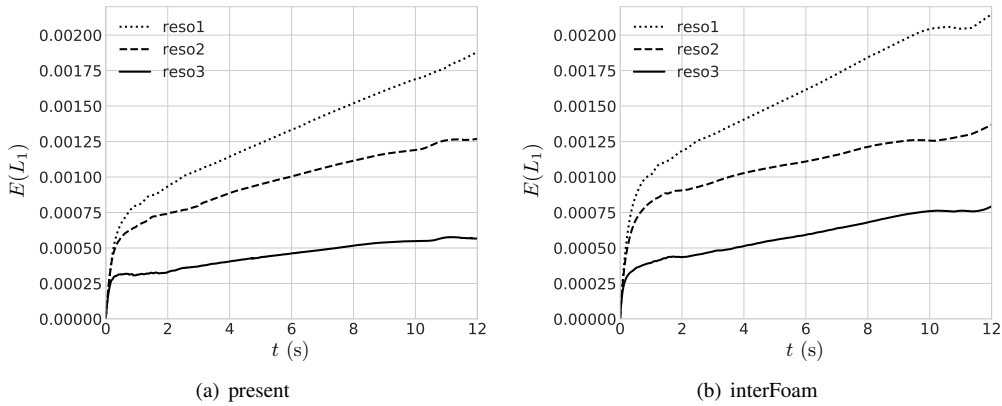 reso1
reso2
reso3
0.00200
0.00175
0.00150
0.00125
0.00100
0.00075
0.00050
0.00025
0.00000
E(L₁)
0 2 4 6 8 10 12
t (s)
(a) present
reso1
reso2
reso3
0.00200
0.00175
0.00150
0.00125
0.00100
0.00075
0.00050
0.00025
0.00000
E(L₁)
0 2 4 6 8 10 12
t (s)
(b) interFoam